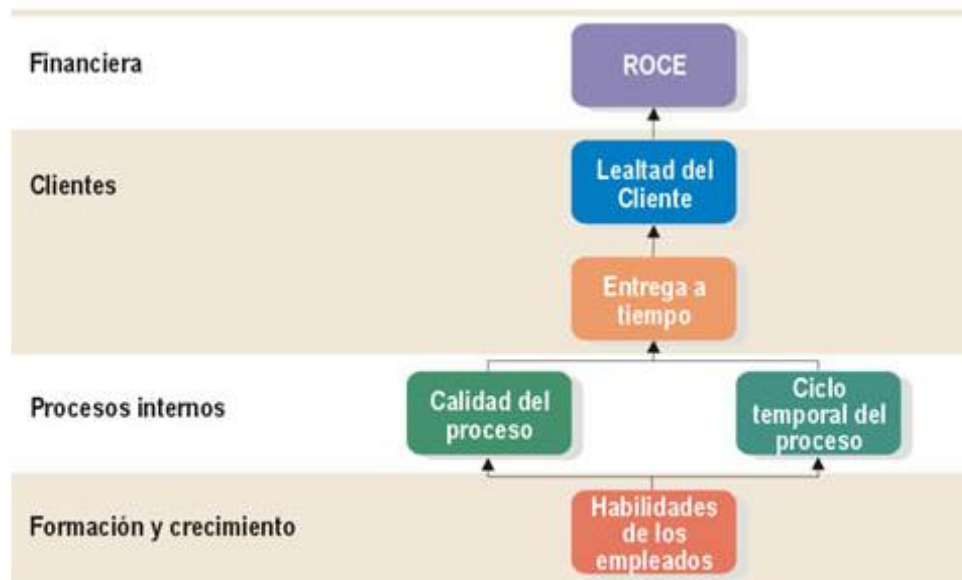 Financiera
ROCE
Clientes
Lealtad del
Cliente
Entrega a
tiempo
Procesos internos
Calidad del
proceso
Ciclo
temporal del
proceso
Formación y crecimiento
Habilidades
de los
empleados